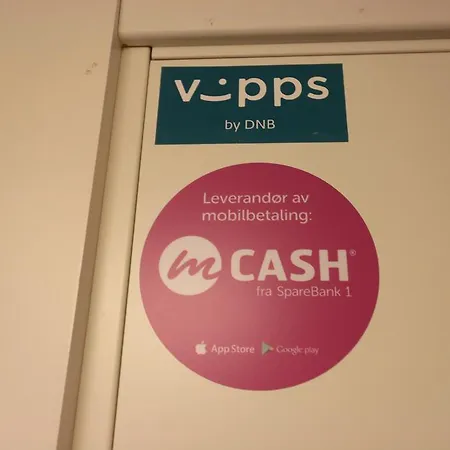 vipps
by DNB
Leverandør av
mobilbetaling:
m CASH®
fra SpareBank 1
App Store Google play